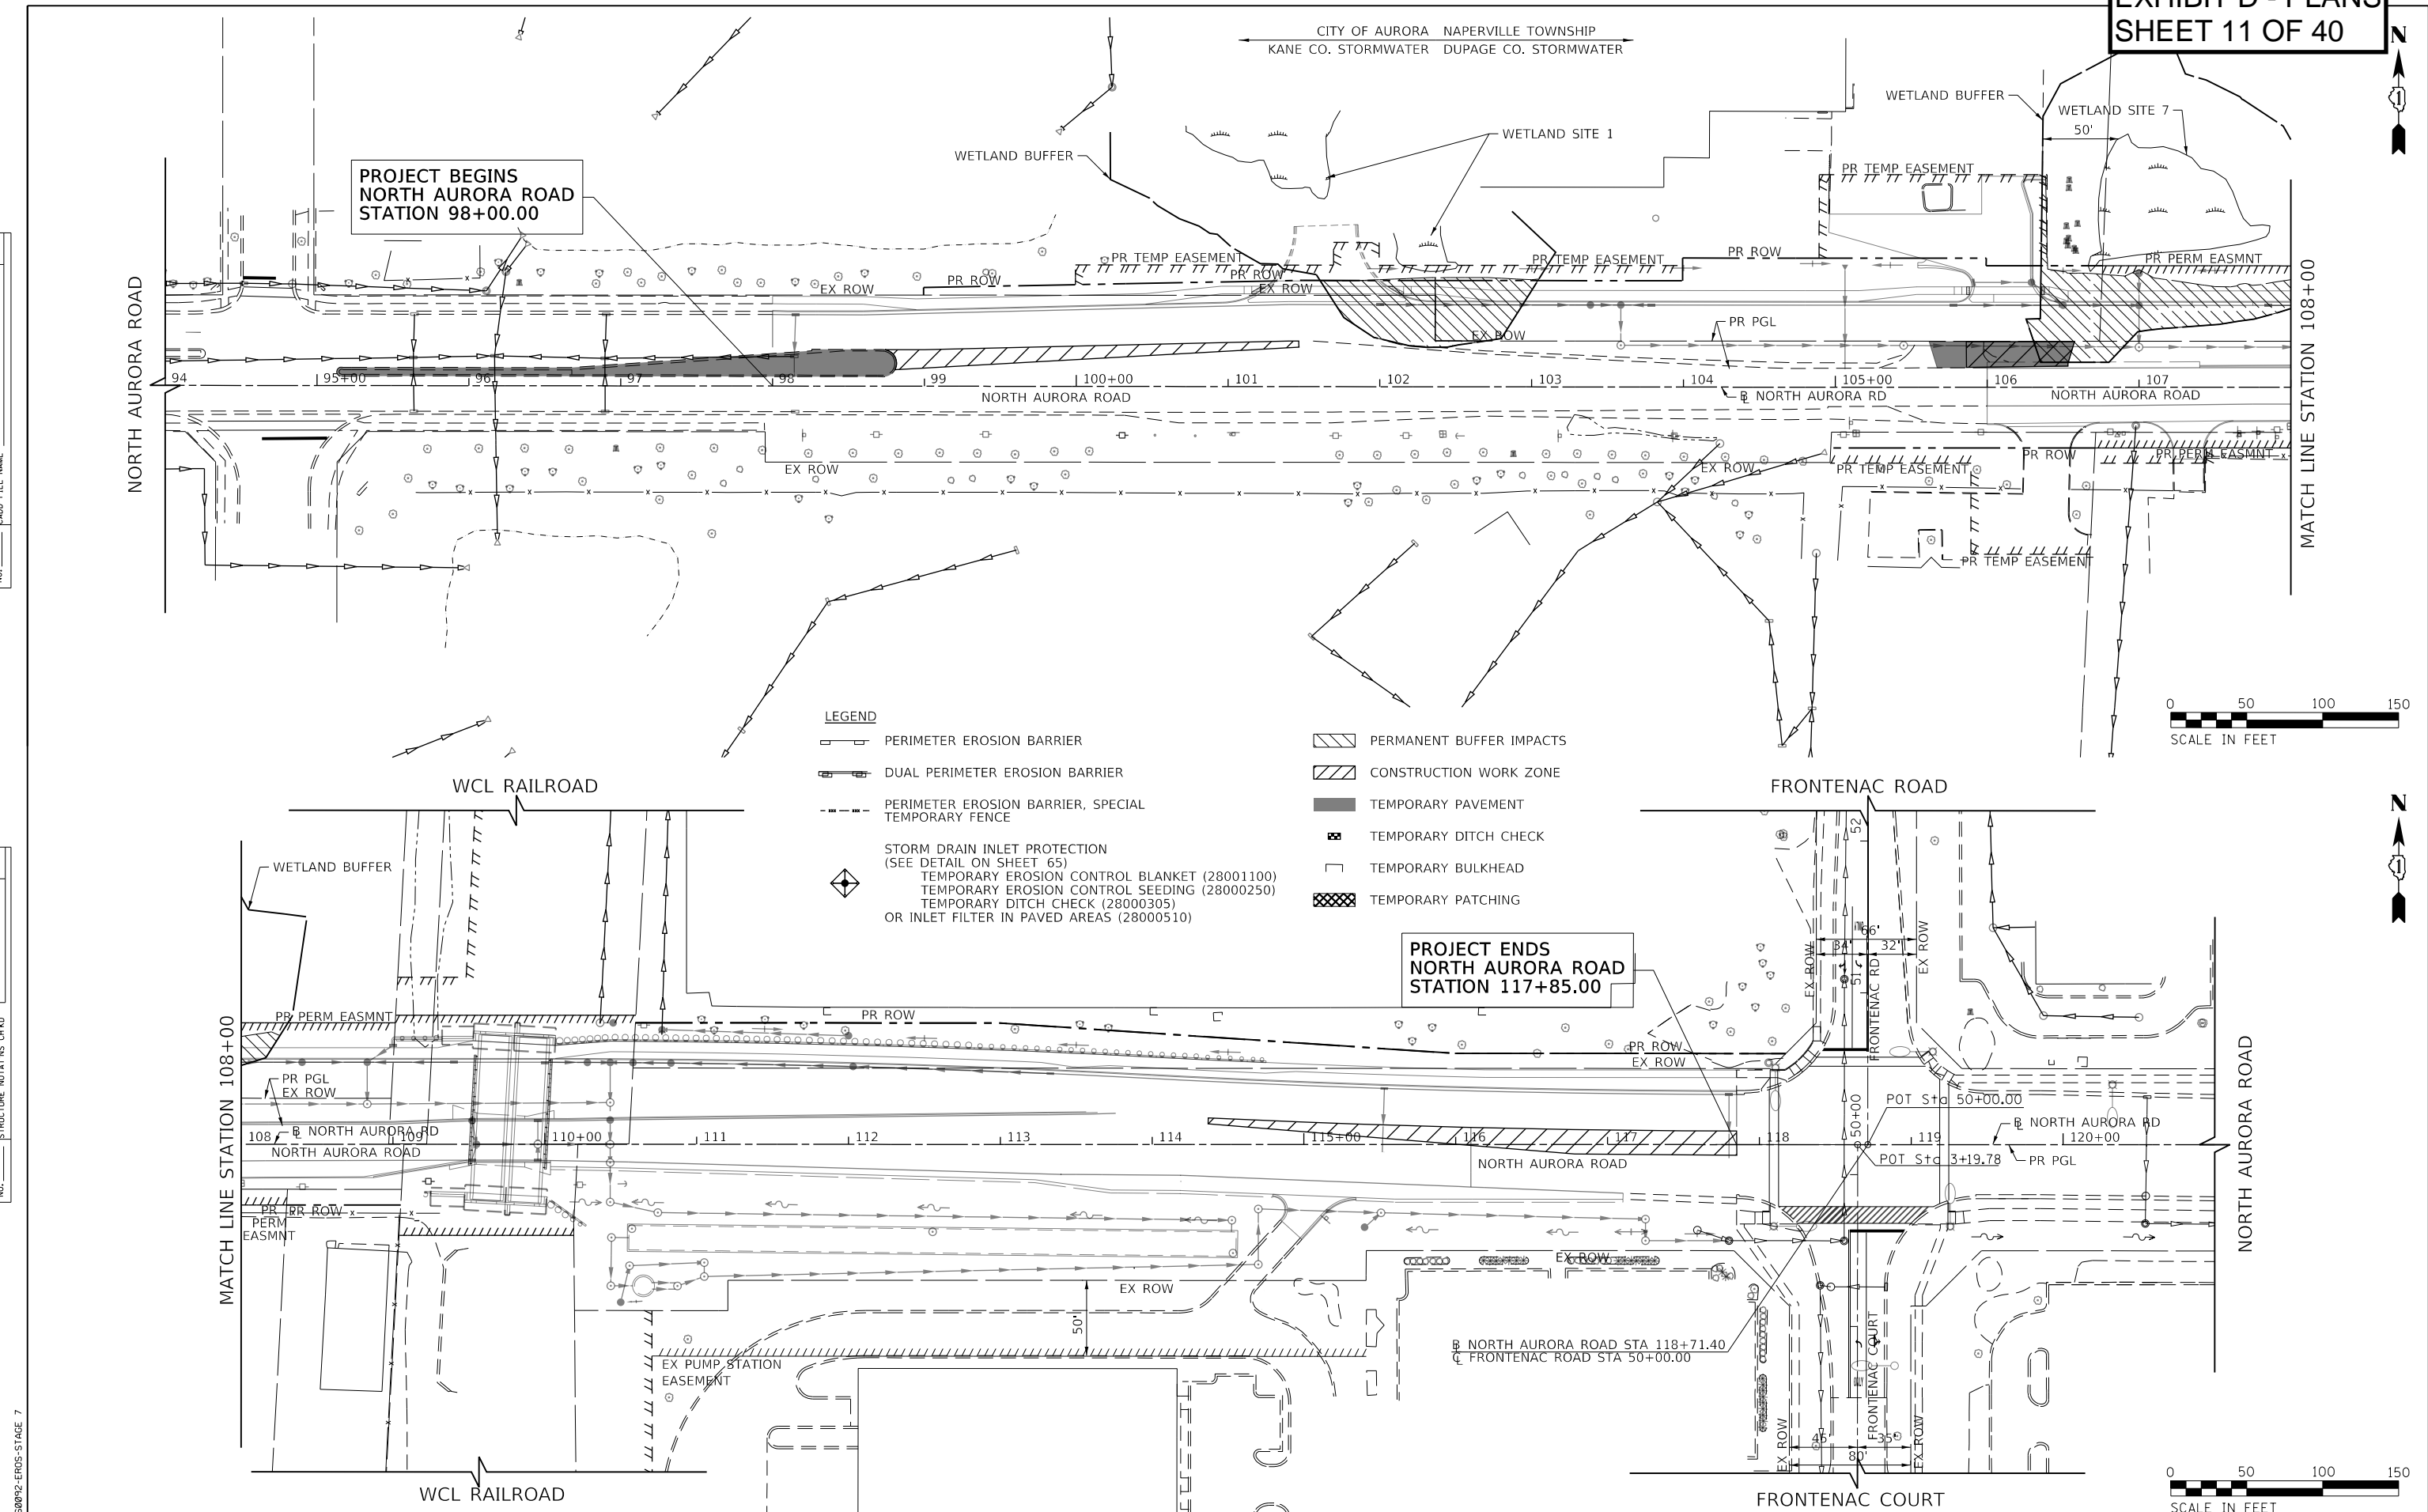 EXHIBIT D - PLANS
SHEET 11 OF 40
CITY OF AURORA NAPERVILLE TOWNSHIP
KANE CO. STORMWATER DUPAGE CO. STORMWATER
N
WETLAND BUFFER
WETLAND SITE 7
50'
WETLAND SITE 1
WETLAND BUFFER
PROJECT BEGINS
NORTH AURORA ROAD
STATION 98+00.00
PR TEMP EASEMENT
PR TEMP EASEMENT
PR TEMP EASEMENT
PR ROW
PR ROW
PR ROW
PR PERM EASMNT
EX ROW
EX ROW
EX ROW
PR PGL
NORTH AURORA ROAD
MATCH LINE STATION 108+00
94
95+00
96
97
98
99
100+00
101
102
103
104
105+00
106
107
NORTH AURORA ROAD
B NORTH AURORA RD
NORTH AURORA ROAD
EX ROW
EX ROW
PR TEMP EASEMENT
PR ROW
PR PERM EASMNT
PR TEMP EASEMENT
0 50 100 150
SCALE IN FEET
LEGEND
PERIMETER EROSION BARRIER
DUAL PERIMETER EROSION BARRIER
PERIMETER EROSION BARRIER, SPECIAL
TEMPORARY FENCE
STORM DRAIN INLET PROTECTION
(SEE DETAIL ON SHEET 65)
TEMPORARY EROSION CONTROL BLANKET (28001100)
TEMPORARY EROSION CONTROL SEEDING (28000250)
TEMPORARY DITCH CHECK (28000305)
OR INLET FILTER IN PAVED AREAS (28000510)
PERMANENT BUFFER IMPACTS
CONSTRUCTION WORK ZONE
TEMPORARY PAVEMENT
TEMPORARY DITCH CHECK
TEMPORARY BULKHEAD
TEMPORARY PATCHING
WCL RAILROAD
FRONTENAC ROAD
N
WETLAND BUFFER
PROJECT ENDS
NORTH AURORA ROAD
STATION 117+85.00
52
66'
34'
32'
51
EX ROW
EX ROW
FRONTENAC RD
PR PERM EASMNT
PR ROW
PR ROW
EX ROW
MATCH LINE STATION 108+00
NORTH AURORA ROAD
PR PGL
EX ROW
POT Sta 50+00.00
50+00
B NORTH AURORA RD
B NORTH AURORA RD
108
109
110+00
111
112
113
114
115+00
116
117
118
119
120+00
NORTH AURORA ROAD
NORTH AURORA ROAD
POT Sta 3+19.78
PR PGL
PR ROW
PR
PERM
EASMNT
EX ROW
EX ROW
50'
EX PUMP STATION
EASEMENT
B NORTH AURORA ROAD STA 118+71.40
C FRONTENAC ROAD STA 50+00.00
FRONTENAC COURT
EX ROW
EX ROW
45'
35'
80'
WCL RAILROAD
FRONTENAC COURT
0 50 100 150
SCALE IN FEET